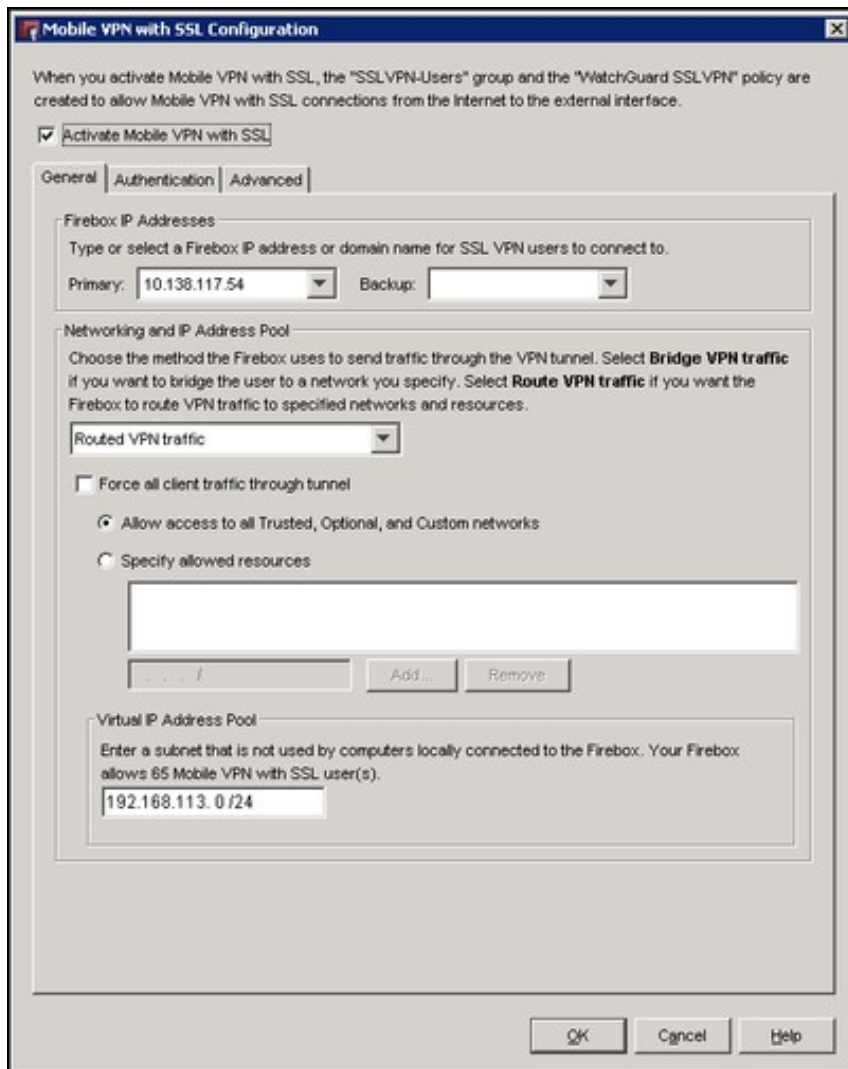 Mobile VPN with SSL Configuration
When you activate Mobile VPN with SSL, the "SSLVPN-Users" group and the "WatchGuard SSLVPN" policy are
created to allow Mobile VPN with SSL connections from the Internet to the external interface.
Activate Mobile VPN with SSL
General Authentication Advanced
Firebox IP Addresses
Type or select a Firebox IP address or domain name for SSL VPN users to connect to.
Primary: 10.138.117.54 Backup:
Networking and IP Address Pool
Choose the method the Firebox uses to send traffic through the VPN tunnel. Select Bridge VPN traffic
if you want to bridge the user to a network you specify. Select Route VPN traffic if you want the
Firebox to route VPN traffic to specified networks and resources.
Routed VPN traffic
Force all client traffic through tunnel
Allow access to all Trusted, Optional, and Custom networks
Specify allowed resources
. . . / Add... Remove
Virtual IP Address Pool
Enter a subnet that is not used by computers locally connected to the Firebox. Your Firebox
allows 65 Mobile VPN with SSL user(s).
192.168.113. 0 /24
OK Cancel Help